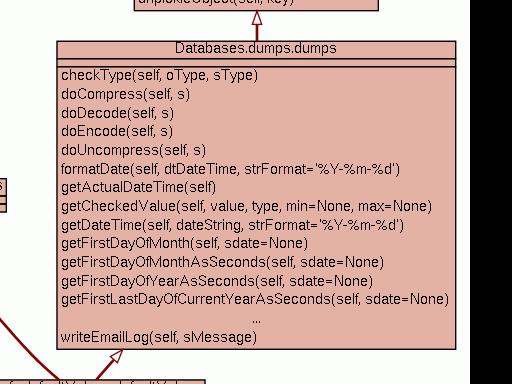 unpickleObject(self, key)
Databases.dumps.dumps
checkType(self, oType, sType)
doCompress(self, s)
doDecode(self, s)
doEncode(self, s)
doUncompress(self, s)
formatDate(self, dtDateTime, strFormat='%Y-%m-%d')
getActualDateTime(self)
getCheckedValue(self, value, type, min=None, max=None)
getDateTime(self, dateString, strFormat='%Y-%m-%d')
getFirstDayOfMonth(self, sdate=None)
getFirstDayOfMonthAsSeconds(self, sdate=None)
getFirstDayOfYearAsSeconds(self, sdate=None)
getFirstLastDayOfCurrentYearAsSeconds(self, sdate=None)
...
writeEmailLog(self, sMessage)